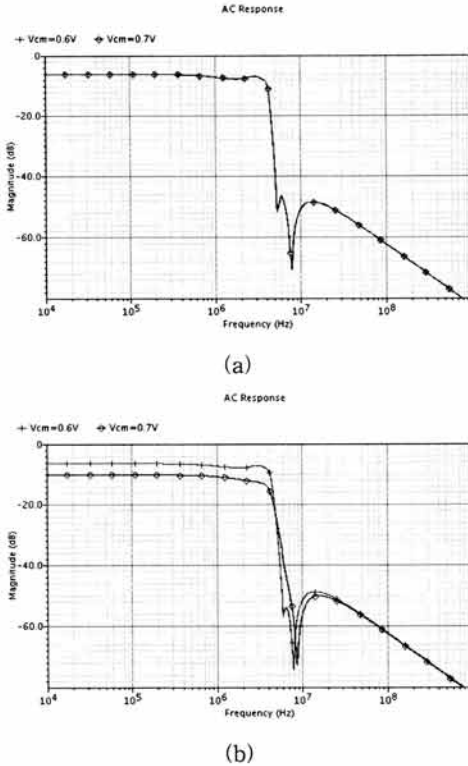 AC Response
Vcm=0.6V Vcm=0.7V
0
-20.0
Magnitude (dB)
-40.0
-60.0
10⁴ 10⁵ 10⁶ 10⁷ 10⁸
Frequency (Hz)
(a)
AC Response
Vcm=0.6V Vcm=0.7V
0
-20.0
Magnitude (dB)
-40.0
-60.0
10⁴ 10⁵ 10⁶ 10⁷ 10⁸
Frequency (Hz)
(b)